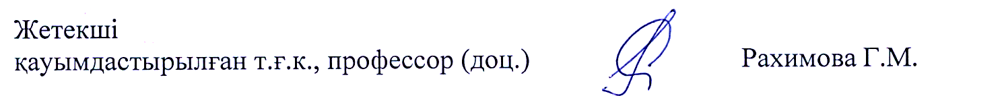 Жетекші
қауымдастырылған т.ғ.к., профессор (доц.) Рахимова Г.М.